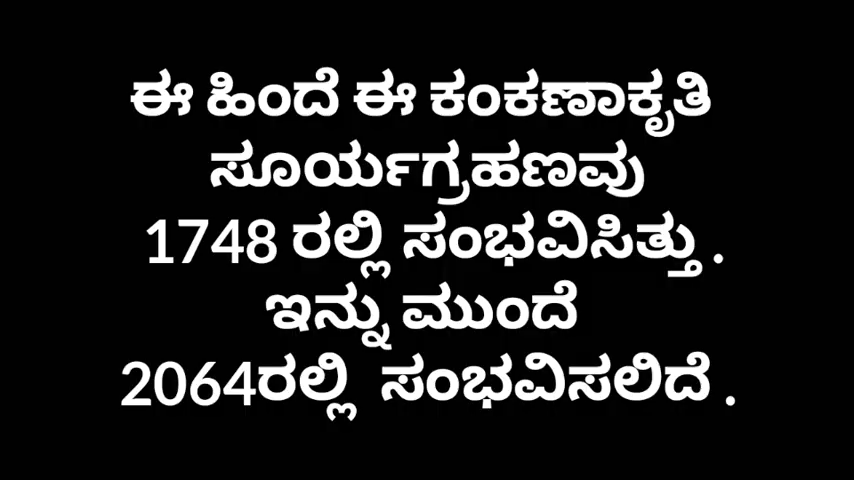 ಈ ಹಿಂದೆ ಈ ಕಂಕಣಾಕೃತಿ
ಸೂರ್ಯಗ್ರಹಣವು
1748 ರಲ್ಲಿ ಸಂಭವಿಸಿತ್ತು .
ಇನ್ನು ಮುಂದೆ
2064ರಲ್ಲಿ ಸಂಭವಿಸಲಿದೆ .